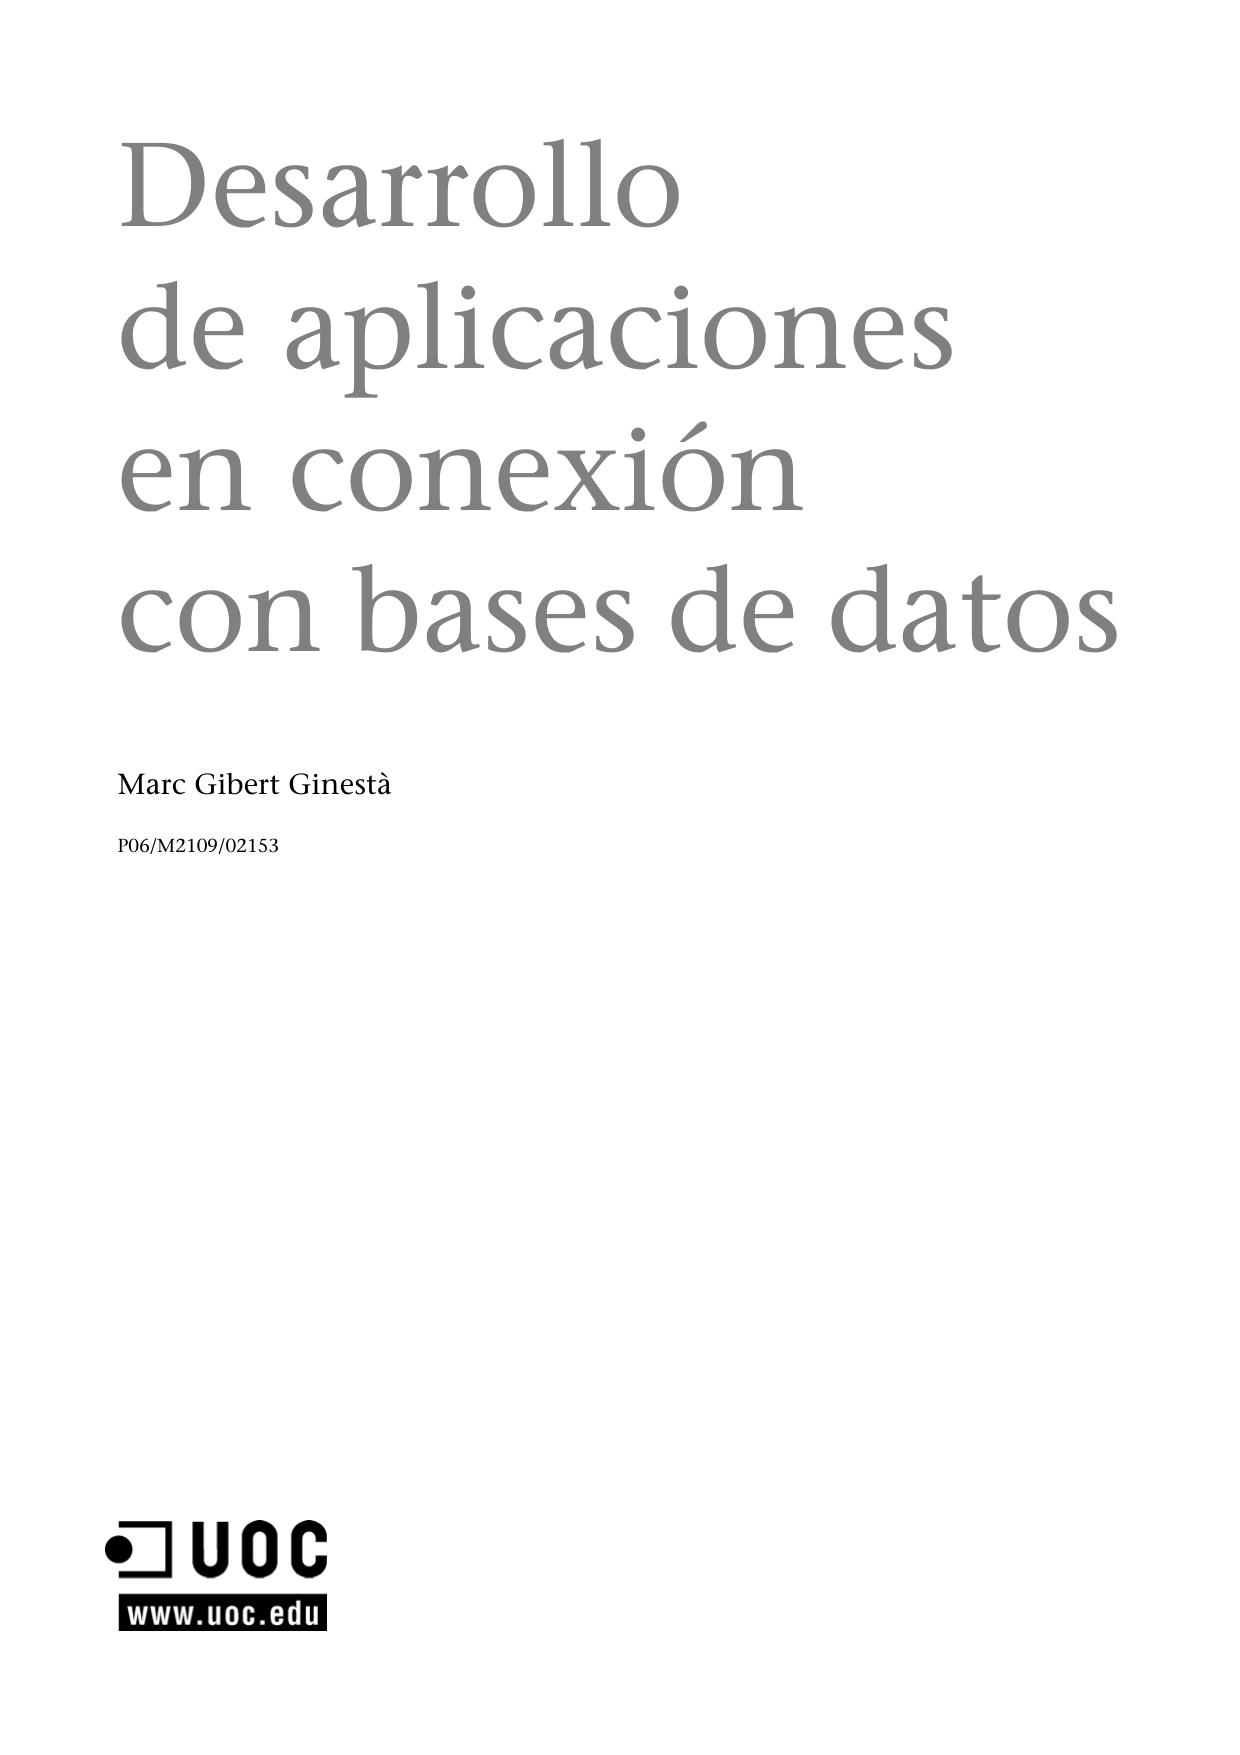 Desarrollo
de aplicaciones
en conexión
con bases de datos
Marc Gibert Ginestà
P06/M2109/02153
UOC
www.uoc.edu